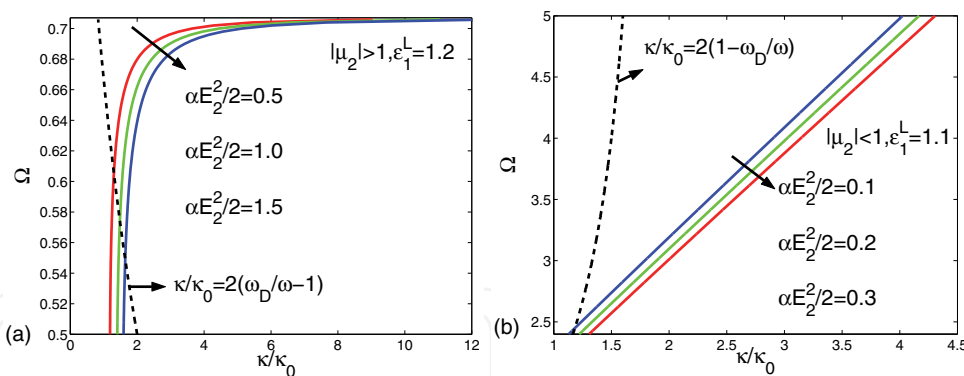 0.7
0.68
0.66
0.64
0.62
0.6
0.58
0.56
0.54
0.52
0.5
Ω
|μ₂|>1,ε₁ᴸ=1.2
αE₂²/2=0.5
αE₂²/2=1.0
αE₂²/2=1.5
κ/κ₀=2(ω_D/ω−1)
(a)
0 2 4 6 8 10 12
κ/κ₀
5
4.5
4
3.5
3
2.5
Ω
κ/κ₀=2(1−ω_D/ω)
|μ₂|<1,ε₁ᴸ=1.1
αE₂²/2=0.1
αE₂²/2=0.2
αE₂²/2=0.3
(b)
1 1.5 2 2.5 3 3.5 4 4.5
κ/κ₀